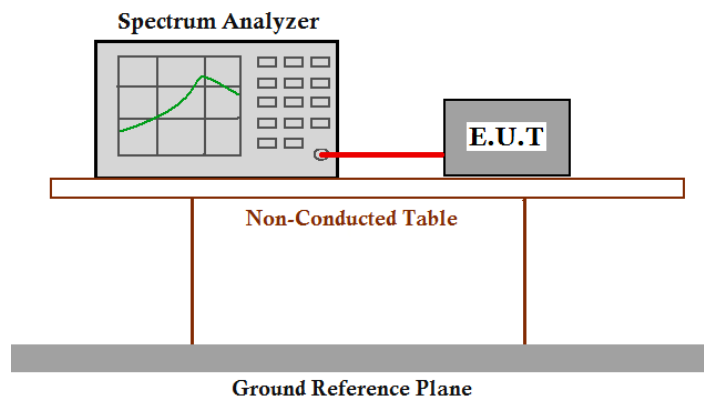 Spectrum Analyzer
E.U.T
Non-Conducted Table
Ground Reference Plane